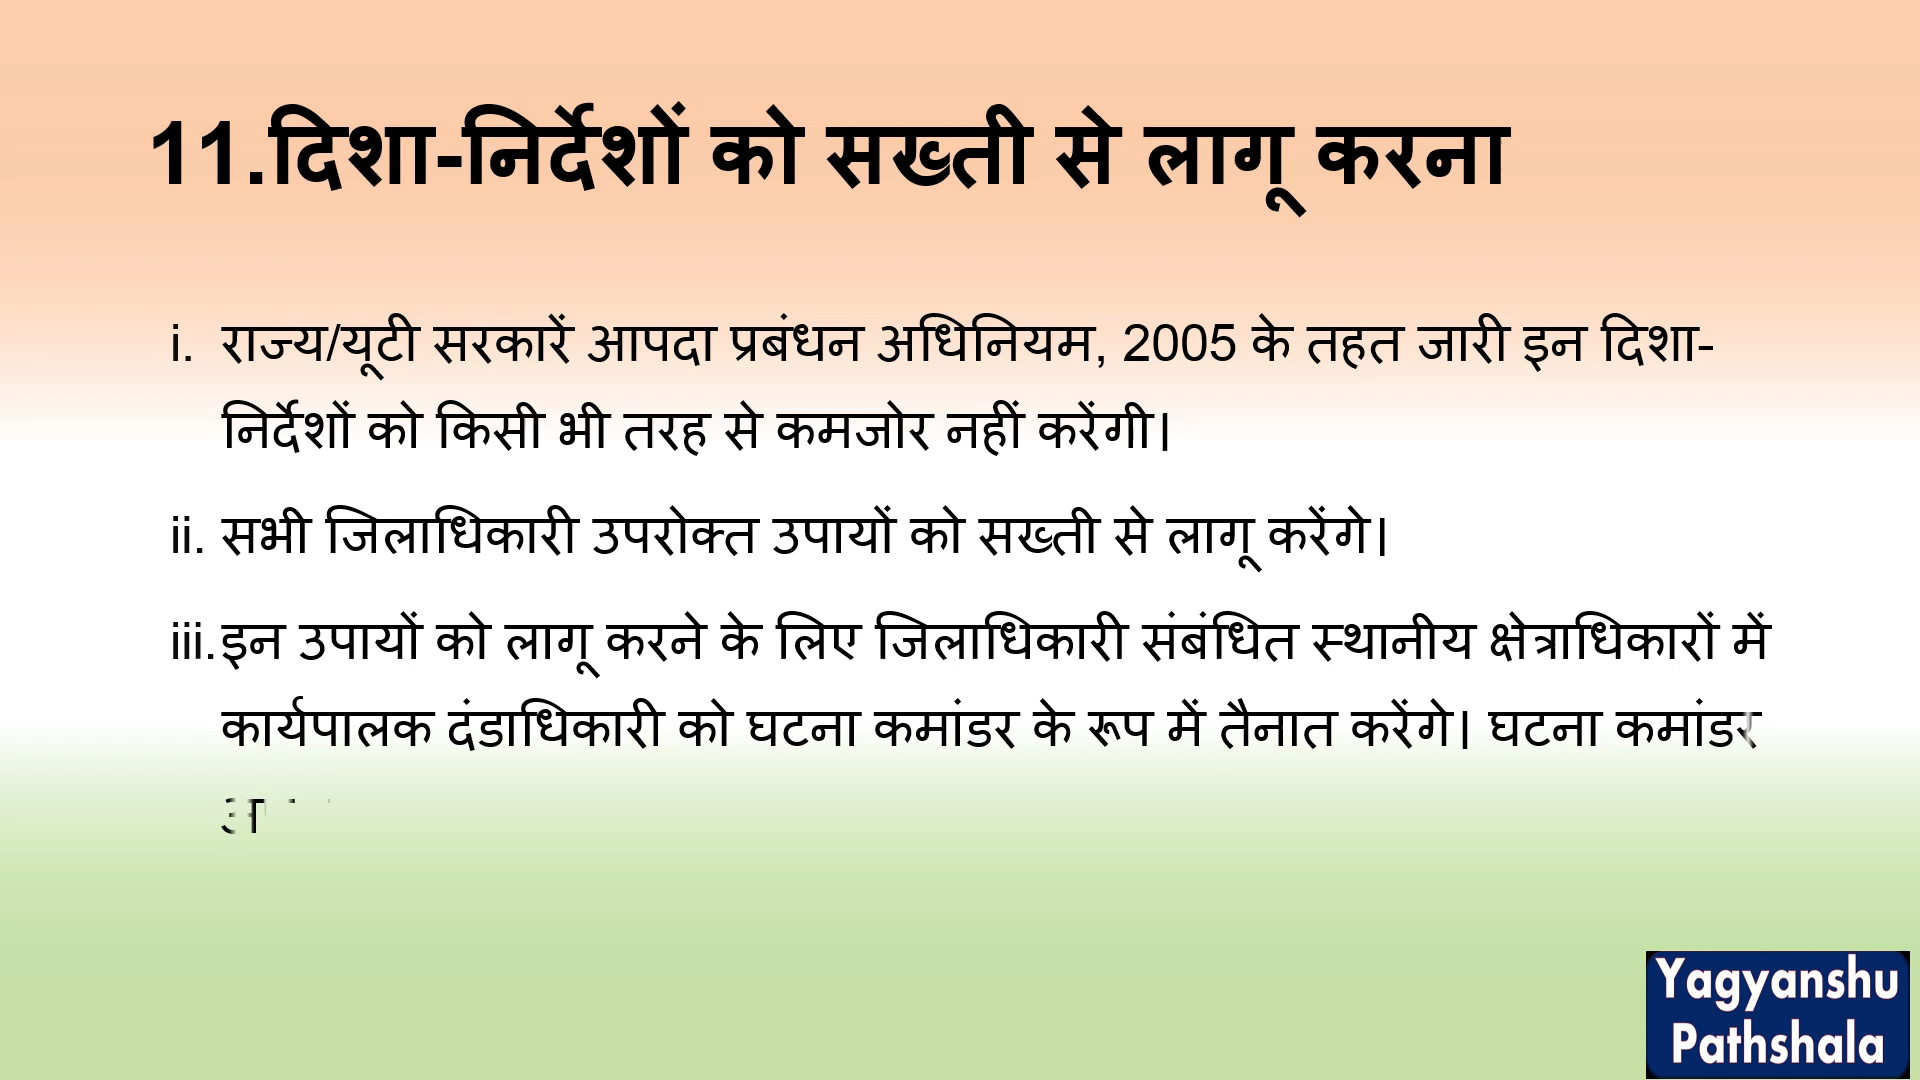 11.दिशा-निर्देशों को सख्ती से लागू करना
i. राज्य/यूटी सरकारें आपदा प्रबंधन अधिनियम, 2005 के तहत जारी इन दिशा-
निर्देशों को किसी भी तरह से कमजोर नहीं करेंगी।
ii. सभी जिलाधिकारी उपरोक्त उपायों को सख्ती से लागू करेंगे।
iii. इन उपायों को लागू करने के लिए जिलाधिकारी संबंधित स्थानीय क्षेत्राधिकारों में
कार्यपालक दंडाधिकारी को घटना कमांडर के रूप में तैनात करेंगे। घटना कमांडर
Yagyanshu
Pathshala